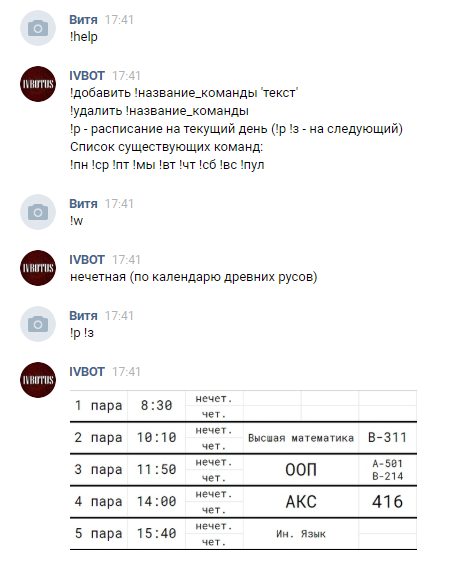 Витя 17:41
!help
IVBOT 17:41
IVBOTUS
!добавить !название_команды 'текст'
!удалить !название_команды
!р - расписание на текущий день (!р !з - на следующий)
Список существующих команд:
!пн !ср !пт !мы !вт !чт !сб !вс !пул
Витя 17:41
!w
IVBOT 17:41
IVBOTUS
нечетная (по календарю древних русов)
Витя 17:41
!р !з
IVBOT 17:41
IVBOTUS
1 пара 8:30 нечет.
чет.
2 пара 10:10 нечет.
чет. Высшая математика В-311
3 пара 11:50 нечет. А-501
чет. ООП В-214
4 пара 14:00 нечет.
чет. АКС 416
5 пара 15:40 нечет.
чет. Ин. Язык